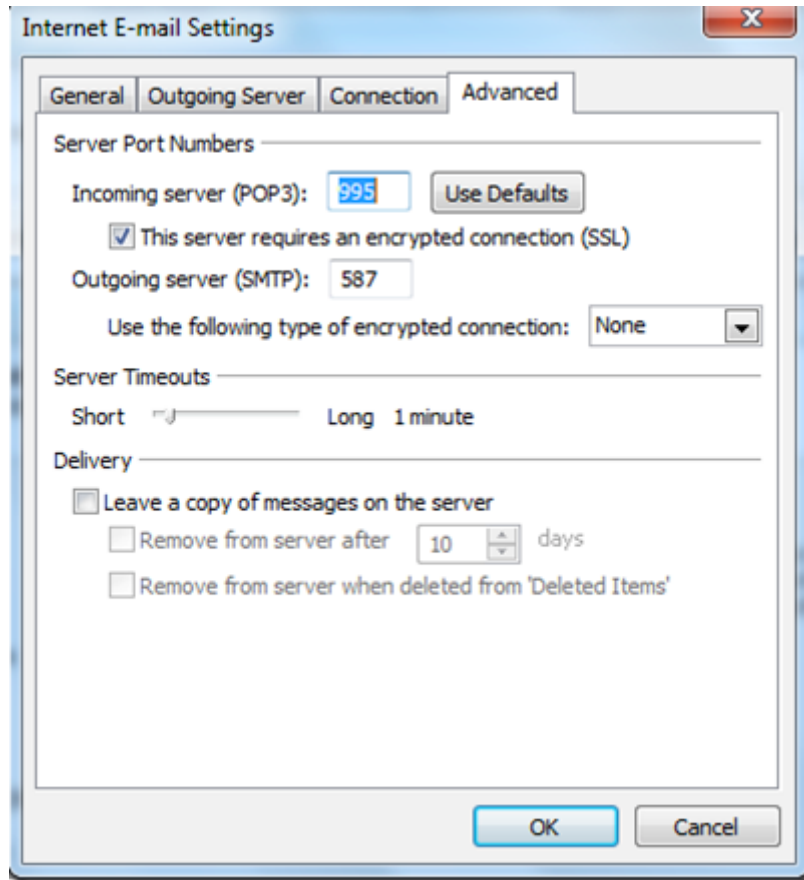 Internet E-mail Settings
General Outgoing Server Connection Advanced
Server Port Numbers
Incoming server (POP3): 995 Use Defaults
This server requires an encrypted connection (SSL)
Outgoing server (SMTP): 587
Use the following type of encrypted connection: None
Server Timeouts
Short Long 1 minute
Delivery
Leave a copy of messages on the server
Remove from server after 10 days
Remove from server when deleted from 'Deleted Items'
OK Cancel